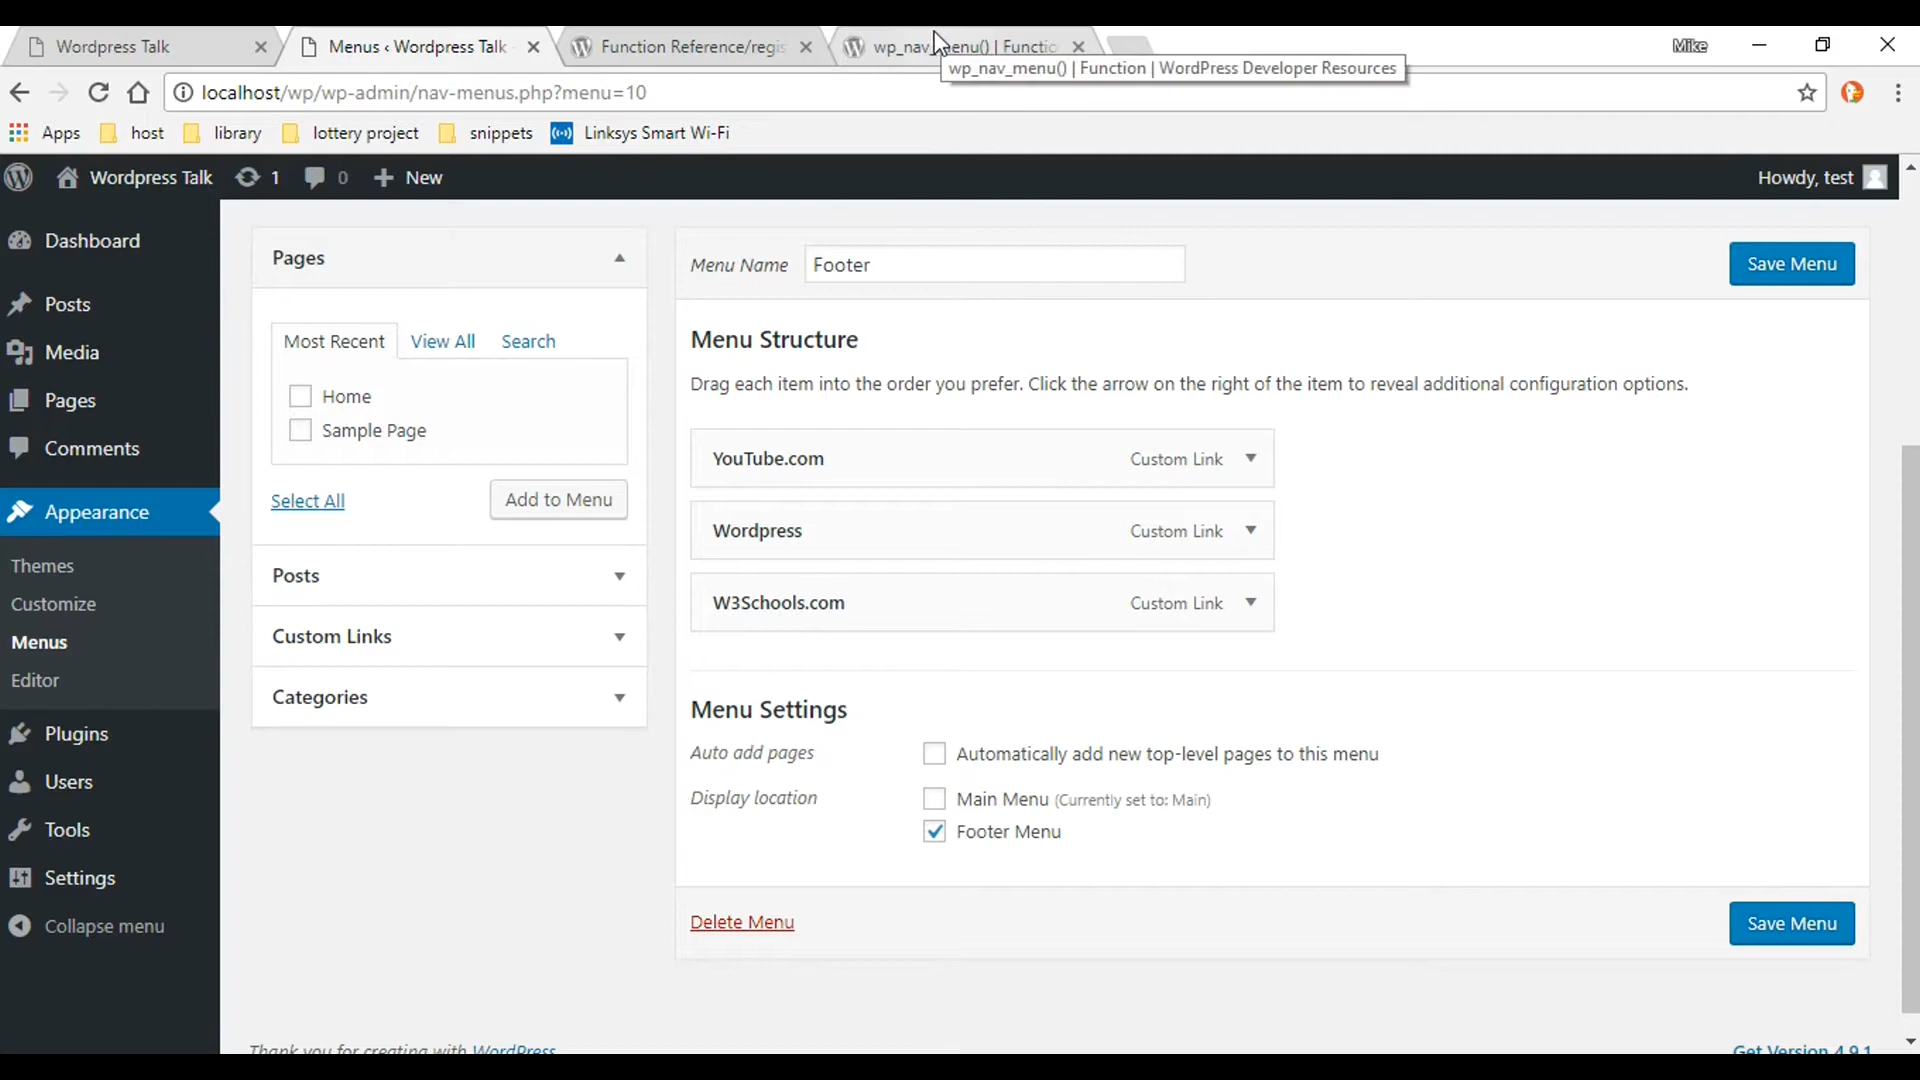 Wordpress Talk
Menus ‹ Wordpress Talk
Function Reference/regis
wp_nav_menu() | Functio
Mike
wp_nav_menu() | Function | WordPress Developer Resources
localhost/wp/wp-admin/nav-menus.php?menu=10
Apps host library lottery project snippets Linksys Smart Wi-Fi
Wordpress Talk 1 0 New Howdy, test
Dashboard
Posts
Media
Pages
Comments
Appearance
Themes
Customize
Menus
Editor
Plugins
Users
Tools
Settings
Collapse menu
Pages
Most Recent View All Search
Home
Sample Page
Select All Add to Menu
Posts
Custom Links
Categories
Menu Name Footer Save Menu
Menu Structure
Drag each item into the order you prefer. Click the arrow on the right of the item to reveal additional configuration options.
YouTube.com Custom Link
Wordpress Custom Link
W3Schools.com Custom Link
Menu Settings
Auto add pages Automatically add new top-level pages to this menu
Display location Main Menu (Currently set to: Main)
Footer Menu
Delete Menu Save Menu
Thank you for creating with WordPress
Get Version 4.9.1